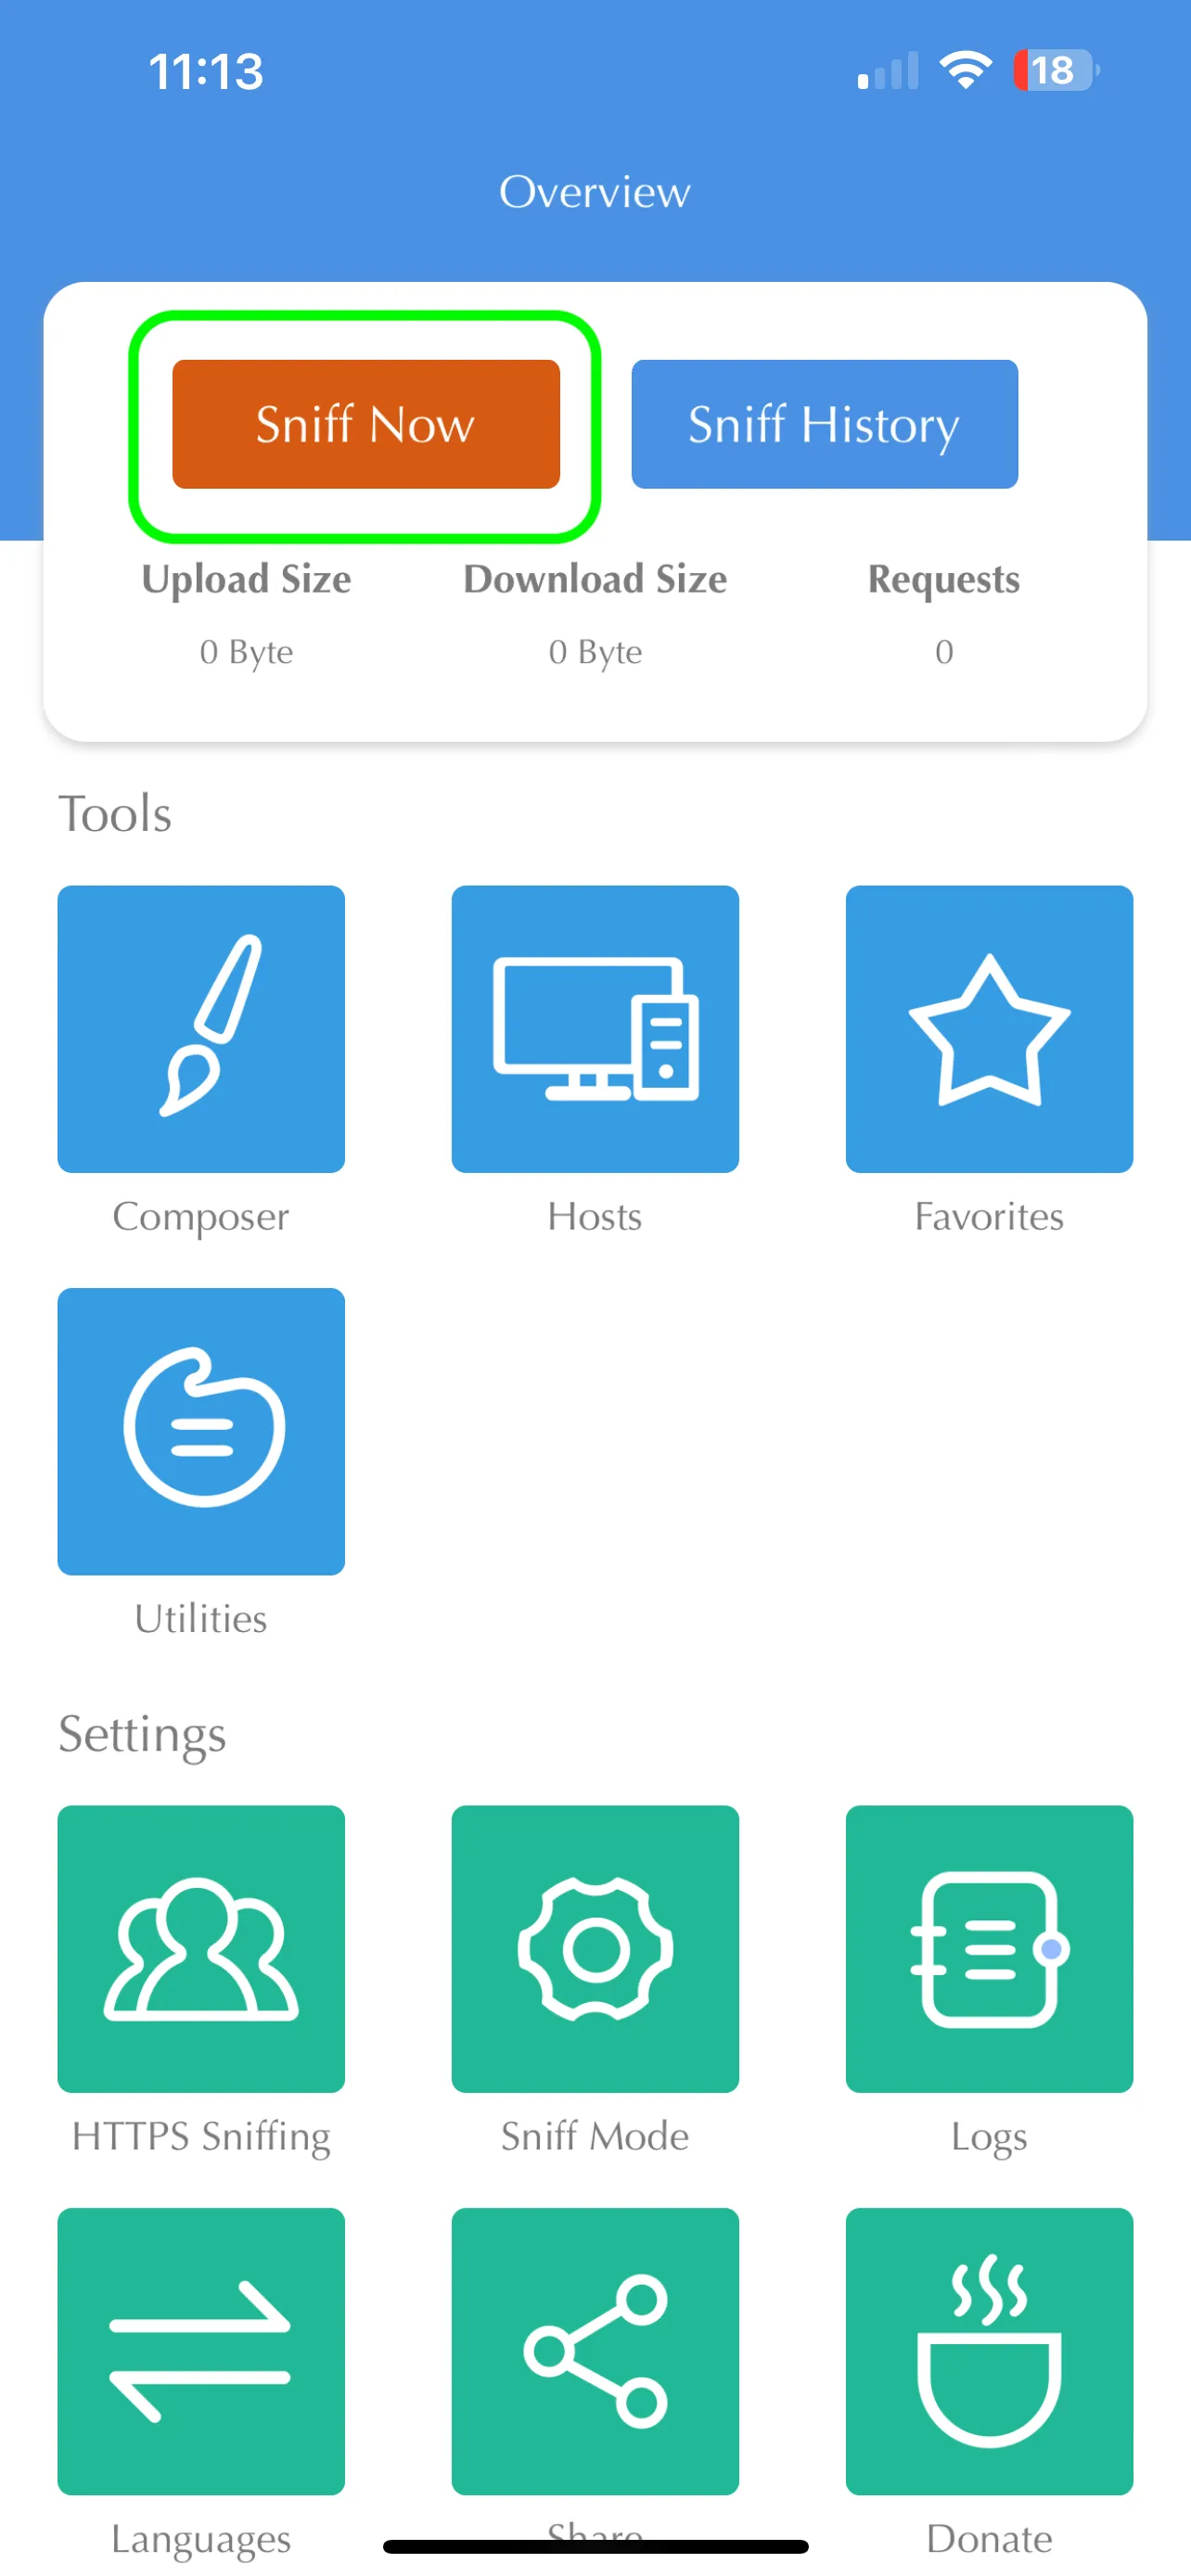 11:13
18
Overview
Sniff Now
Sniff History
Upload Size
Download Size
Requests
0 Byte
0 Byte
0
Tools
Composer
Hosts
Favorites
Utilities
Settings
HTTPS Sniffing
Sniff Mode
Logs
Languages
Share
Donate